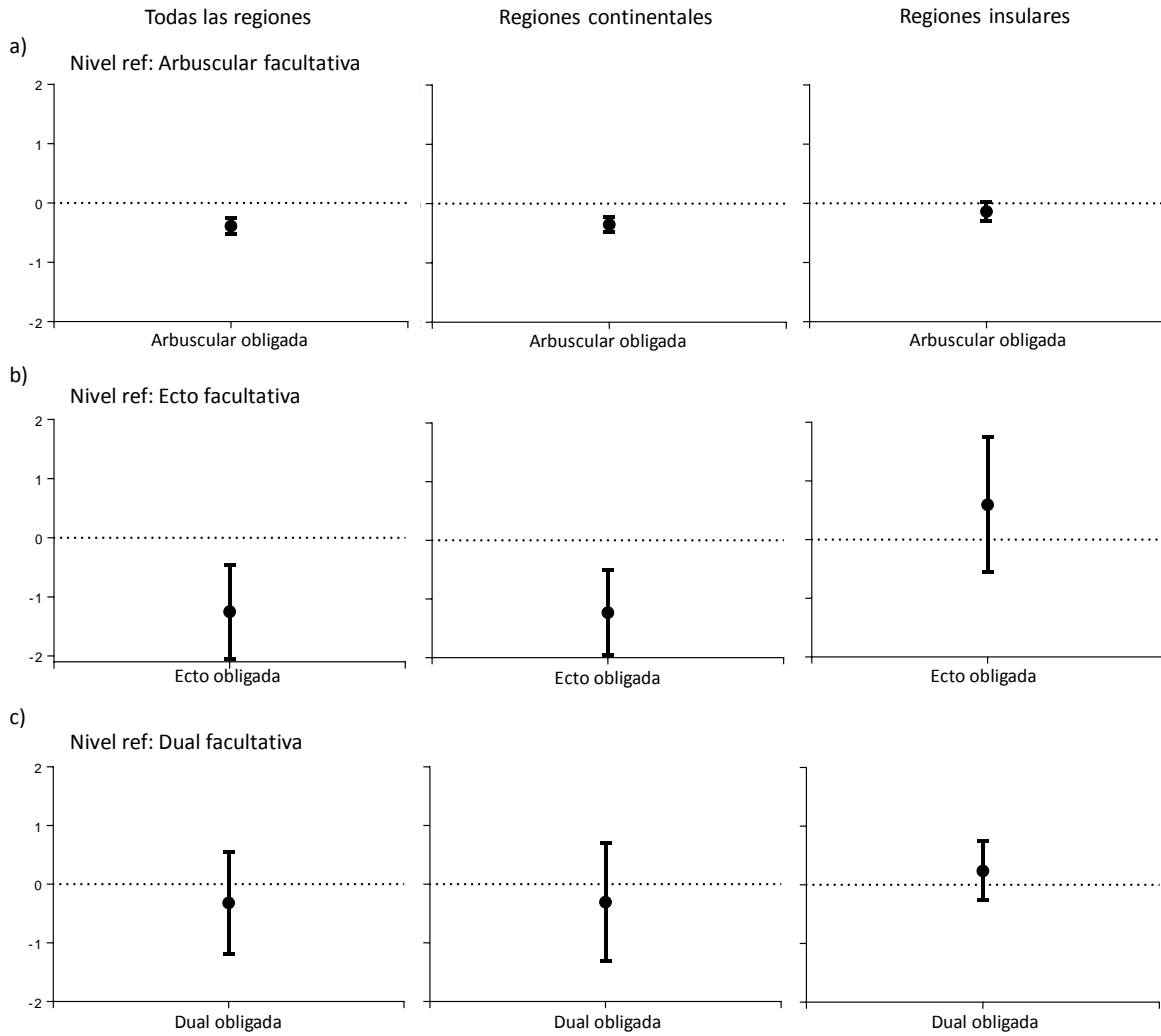 Todas las regiones
Regiones continentales
Regiones insulares
a)
Nivel ref: Arbuscular facultativa
2
1
0
-1
-2
Arbuscular obligada
Arbuscular obligada
Arbuscular obligada
b)
Nivel ref: Ecto facultativa
2
1
0
-1
-2
Ecto obligada
Ecto obligada
Ecto obligada
c)
Nivel ref: Dual facultativa
2
1
0
-1
-2
Dual obligada
Dual obligada
Dual obligada